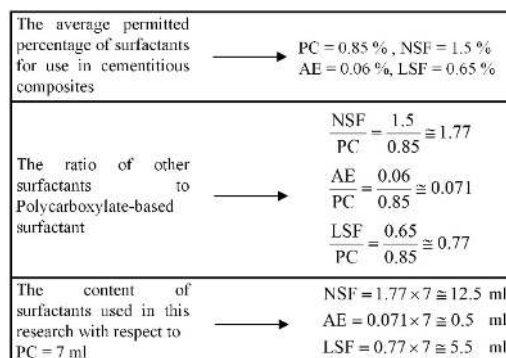 The average permitted
percentage of surfactants
for use in cementitious
composites
PC = 0.85 % , NSF = 1.5 %
AE = 0.06 %, LSF = 0.65 %
The ratio of other
surfactants to
Polycarboxylate-based
surfactant
NSF/PC = 1.5/0.85 ≅ 1.77
AE/PC = 0.06/0.85 ≅ 0.071
LSF/PC = 0.65/0.85 ≅ 0.77
The content of
surfactants used in this
research with respect to
PC = 7 ml
NSF = 1.77 × 7 ≅ 12.5 ml
AE = 0.071 × 7 ≅ 0.5 ml
LSF = 0.77 × 7 ≅ 5.5 ml